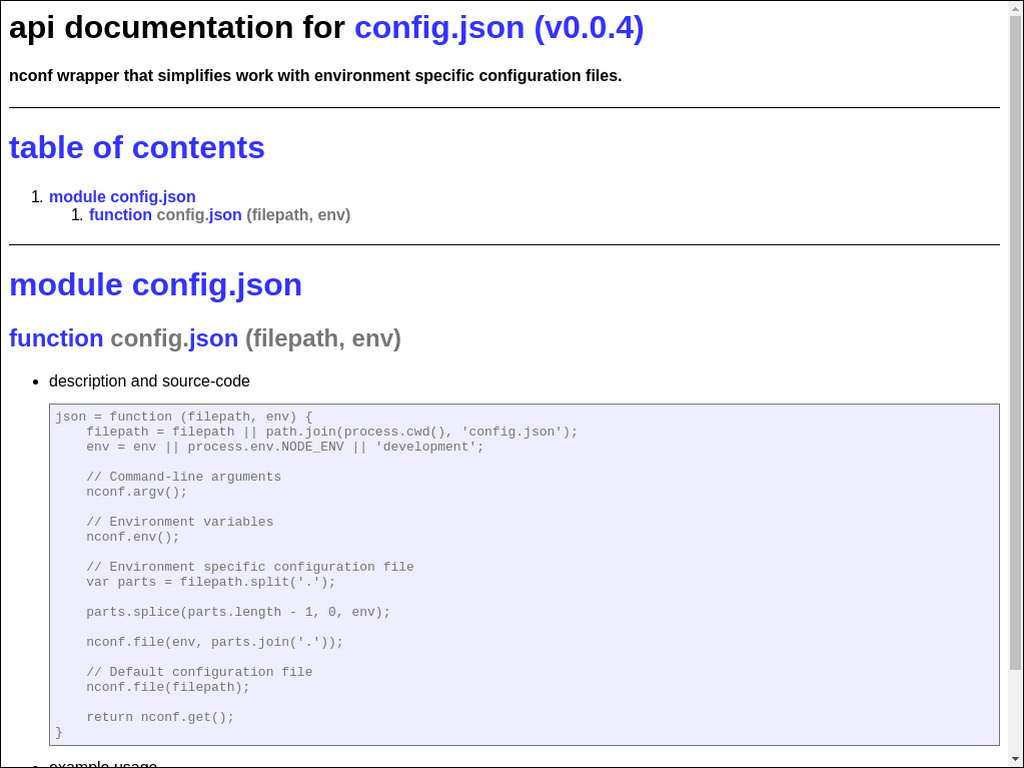 api documentation for config.json (v0.0.4)
nconf wrapper that simplifies work with environment specific configuration files.
table of contents
1. module config.json
1. function config.json (filepath, env)
module config.json
function config.json (filepath, env)
• description and source-code
json = function (filepath, env) {
    filepath = filepath || path.join(process.cwd(), 'config.json');
    env = env || process.env.NODE_ENV || 'development';
    // Command-line arguments
    nconf.argv();
    // Environment variables
    nconf.env();
    // Environment specific configuration file
    var parts = filepath.split('.');
    parts.splice(parts.length - 1, 0, env);
    nconf.file(env, parts.join('.'));
    // Default configuration file
    nconf.file(filepath);
    return nconf.get();
}
• example usage